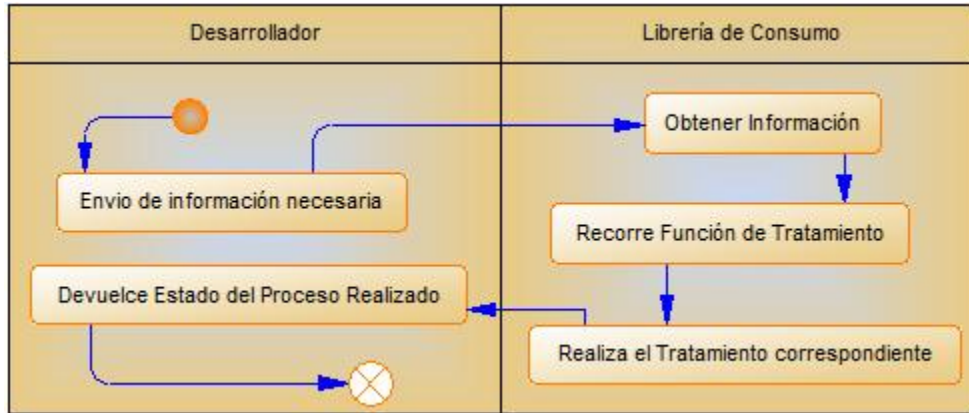 Desarrollador
Librería de Consumo
Obtener Información
Envio de información necesaria
Recorre Función de Tratamiento
Devuelce Estado del Proceso Realizado
Realiza el Tratamiento correspondiente